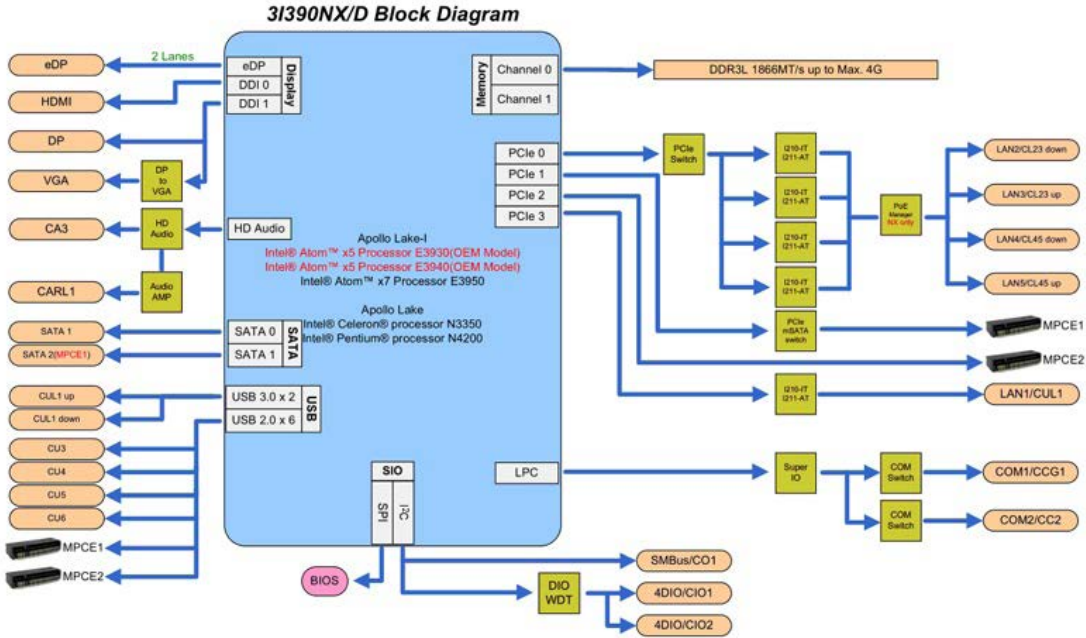 3I390NX/D Block Diagram
eDP
2 Lanes
HDMI
DP
VGA
DP to VGA
CA3
HD Audio
CARL1
Audio AMP
SATA 1
SATA 2(MPCE1)
CUL1 up
CUL1 down
CU3
CU4
CU5
CU6
MPCE1
MPCE2
eDP
DDI 0
DDI 1
Display
HD Audio
SATA 0
SATA 1
SATA
USB 3.0 x 2
USB 2.0 x 6
USB
Apollo Lake-I
Intel® Atom™ x5 Processor E3930(OEM Model)
Intel® Atom™ x5 Processor E3940(OEM Model)
Intel® Atom™ x7 Processor E3950
Apollo Lake
Intel® Celeron® processor N3350
Intel® Pentium® processor N4200
Memory
Channel 0
Channel 1
PCIe 0
PCIe 1
PCIe 2
PCIe 3
LPC
SIO
SPI
I²C
BIOS
DDR3L 1866MT/s up to Max. 4G
PCIe Switch
I210-IT
I211-AT
I210-IT
I211-AT
I210-IT
I211-AT
I210-IT
I211-AT
PoE
Manager
NX only
LAN2/CL23 down
LAN3/CL23 up
LAN4/CL45 down
LAN5/CL45 up
PCIe
mSATA
switch
MPCE1
MPCE2
I210-IT
I211-AT
LAN1/CUL1
Super IO
COM Switch
COM1/CCG1
COM Switch
COM2/CC2
SMBus/CO1
DIO WDT
4DIO/CIO1
4DIO/CIO2